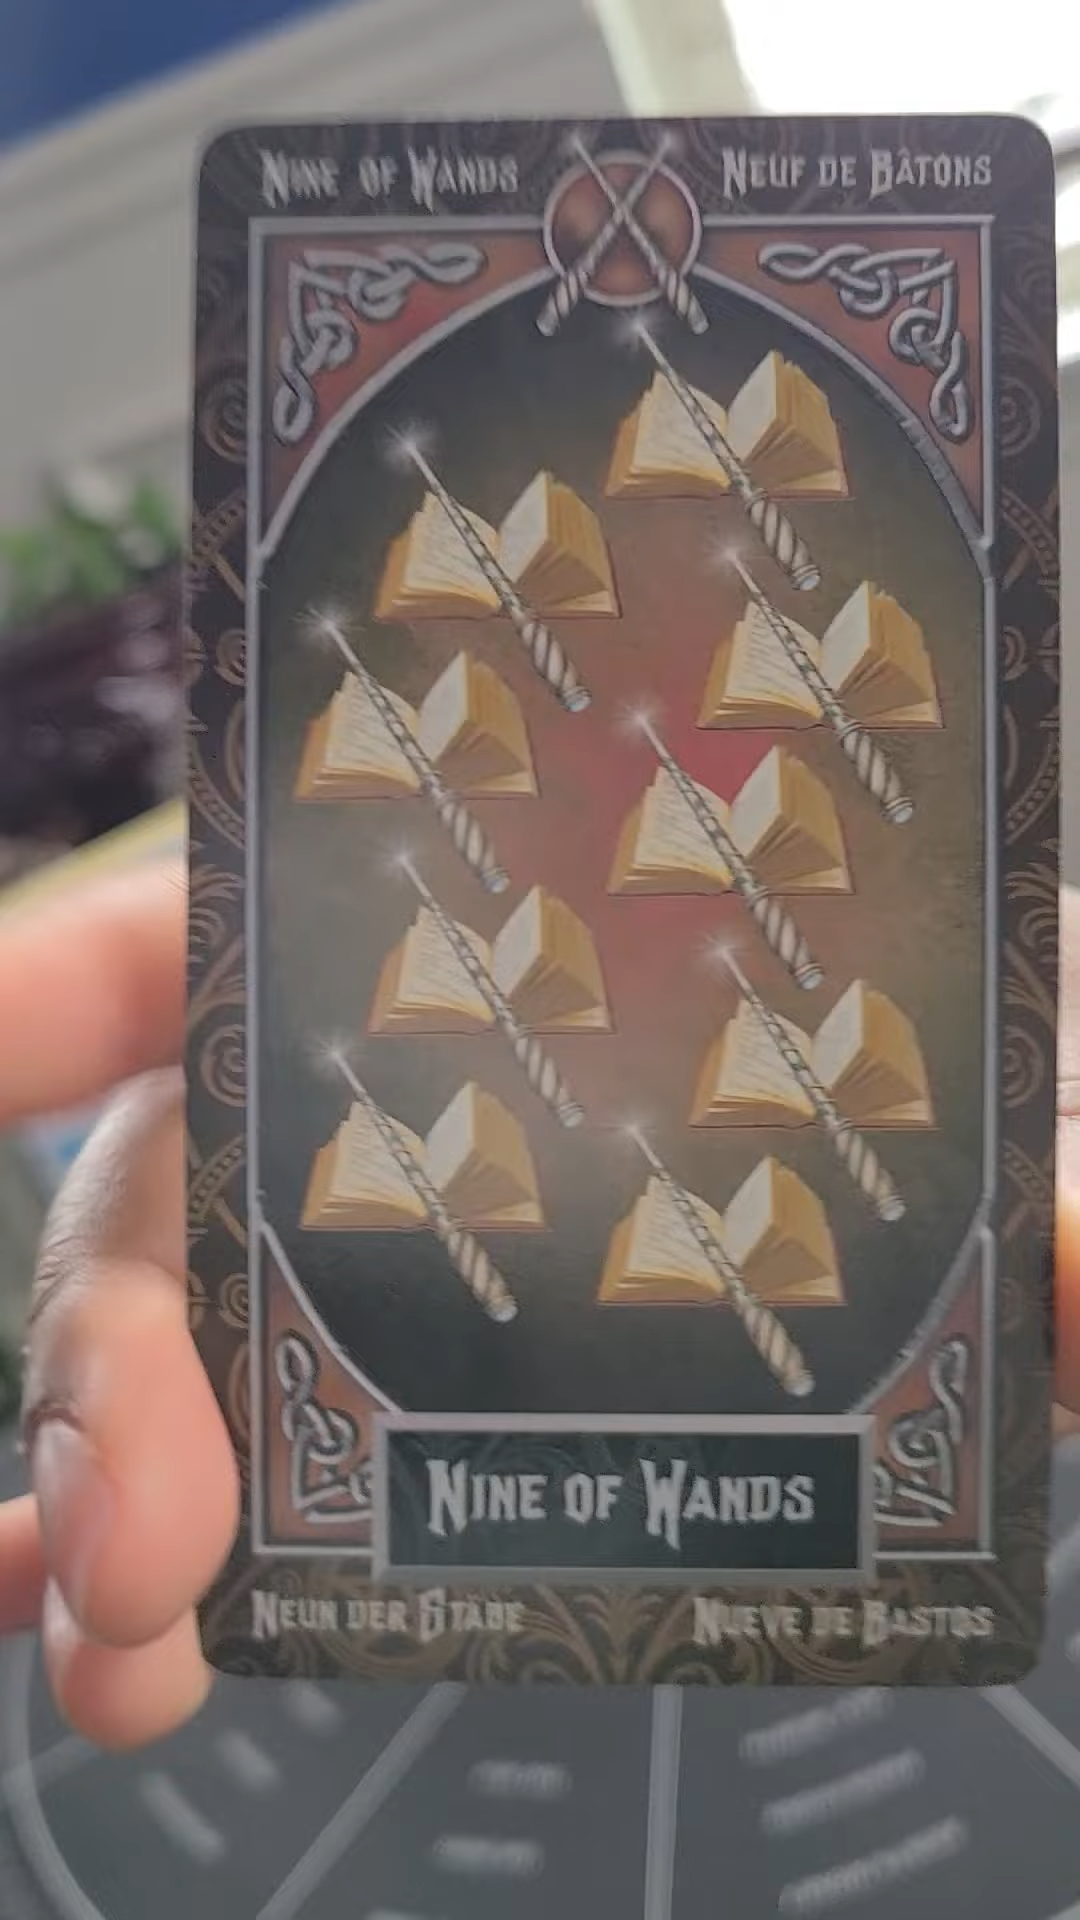 Nine of Wands
Neuf de Bâtons
Nine of Wands
Neun der Stäbe
Nueve de Bastos